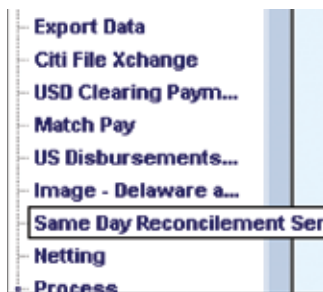 Export Data
Citi File Xchange
USD Clearing Paym...
Match Pay
US Disbursements...
Image - Delaware a...
Same Day Reconcilement Ser
Netting
Process